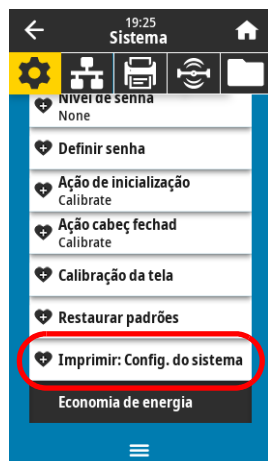 19:25
Sistema
Nível de senha
None
Definir senha
Ação de inicialização
Calibrate
Ação cabeç fechad
Calibrate
Calibração da tela
Restaurar padrões
Imprimir: Config. do sistema
Economia de energia